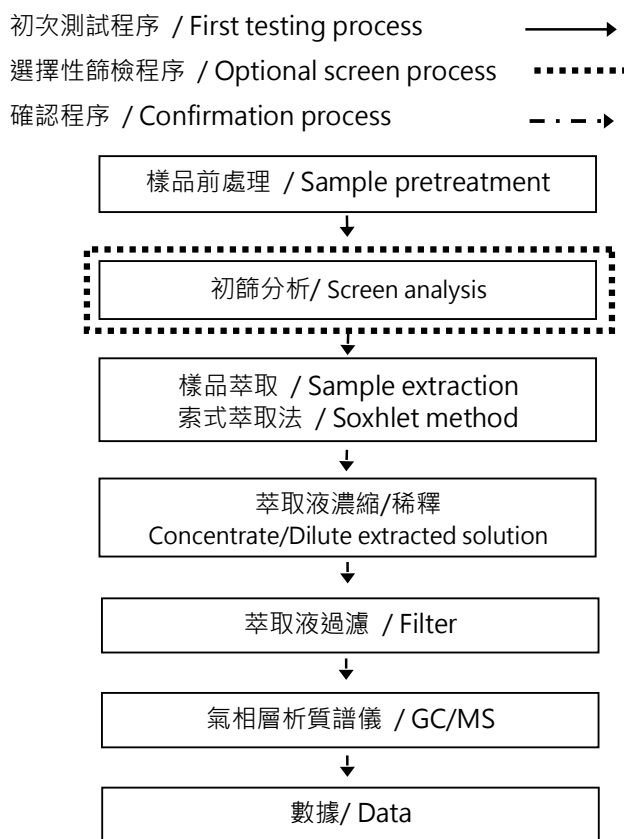 初次測試程序 / First testing process
選擇性篩檢程序 / Optional screen process
確認程序 / Confirmation process
樣品前處理 / Sample pretreatment
初篩分析/ Screen analysis
樣品萃取 / Sample extraction
索式萃取法 / Soxhlet method
萃取液濃縮/稀釋
Concentrate/Dilute extracted solution
萃取液過濾 / Filter
氣相層析質譜儀 / GC/MS
數據/ Data